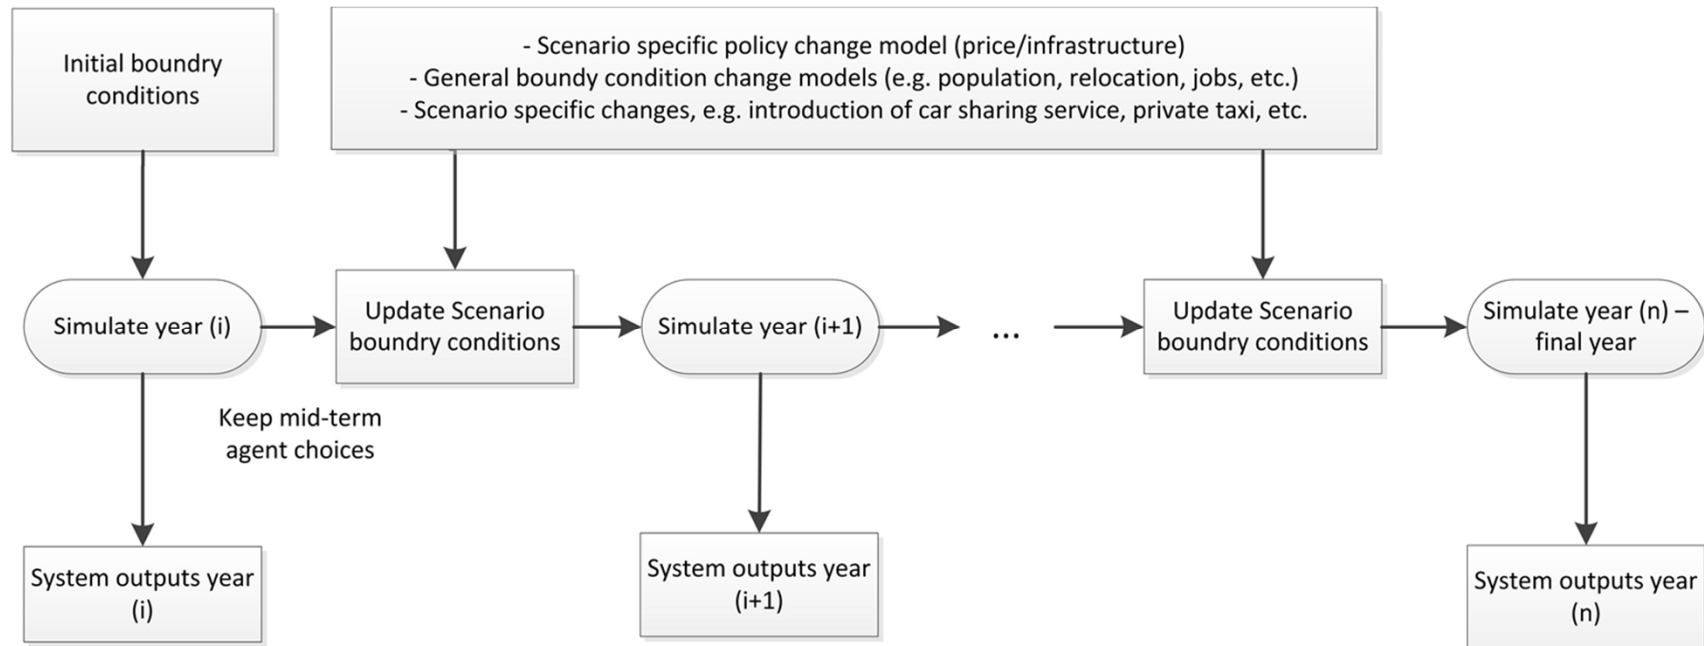 Initial boundry
conditions
- Scenario specific policy change model (price/infrastructure)
- General boundy condition change models (e.g. population, relocation, jobs, etc.)
- Scenario specific changes, e.g. introduction of car sharing service, private taxi, etc.
Simulate year (i)
Update Scenario
boundry conditions
Simulate year (i+1)
...
Update Scenario
boundry conditions
Simulate year (n) –
final year
Keep mid-term
agent choices
System outputs year
(i)
System outputs year
(i+1)
System outputs year
(n)